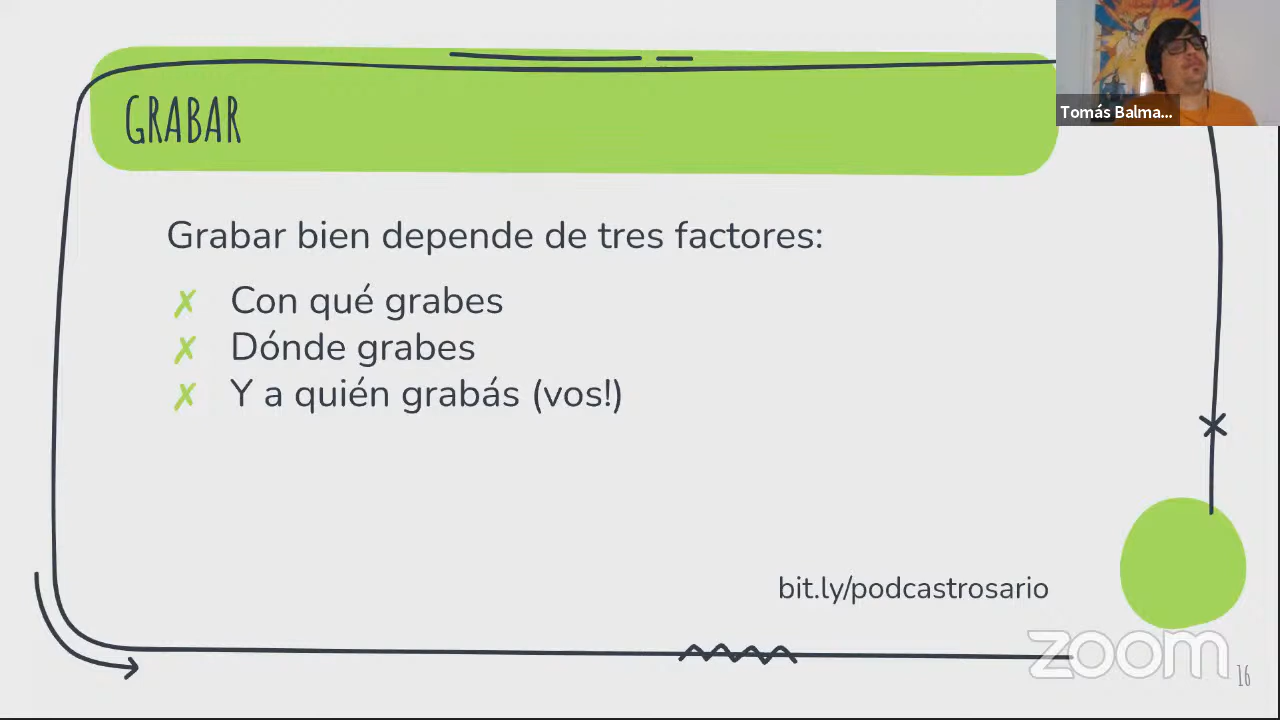 GRABAR
Tomás Balma...
Grabar bien depende de tres factores:
✗ Con qué grabes
✗ Dónde grabes
✗ Y a quién grabás (vos!)
bit.ly/podcastrosario
zoom
16